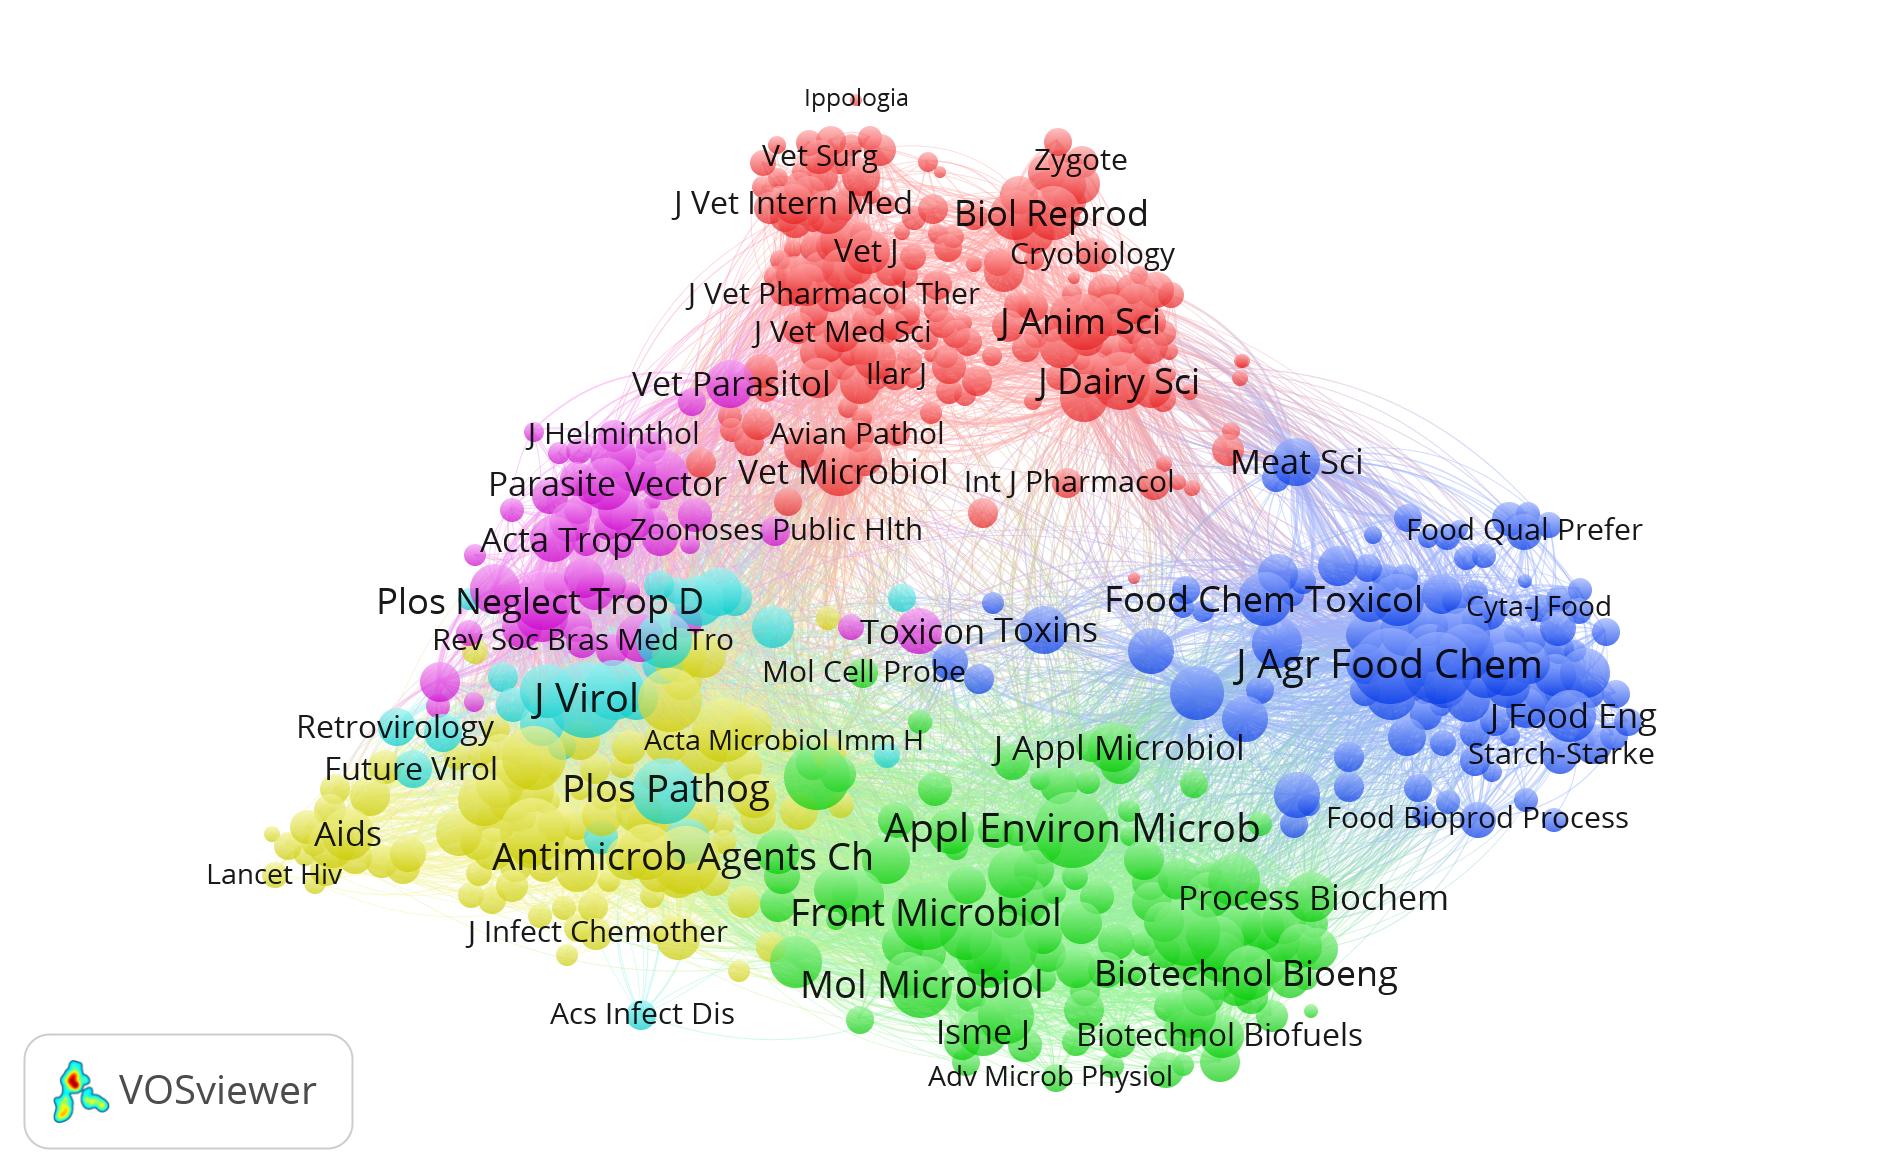 Ippologia
Vet Surg
Zygote
J Vet Intern Med
Biol Reprod
Vet J
Cryobiology
J Vet Pharmacol Ther
J Anim Sci
J Vet Med Sci
Ilar J
Vet Parasitol
J Dairy Sci
J Helminthol
Avian Pathol
Meat Sci
Vet Microbiol
Parasite Vector
Int J Pharmacol
Zoonoses Public Hlth
Food Qual Prefer
Acta Trop
Plos Neglect Trop D
Food Chem Toxicol
Cyta-J Food
Rev Soc Bras Med Tro
Toxicon
Toxins
Mol Cell Probe
J Agr Food Chem
J Virol
J Food Eng
Retrovirology
Acta Microbiol Imm H
J Appl Microbiol
Starch-Starke
Future Virol
Plos Pathog
Food Bioprod Process
Aids
Appl Environ Microb
Antimicrob Agents Ch
Lancet Hiv
Process Biochem
Front Microbiol
J Infect Chemother
Biotechnol Bioeng
Mol Microbiol
Acs Infect Dis
Isme J
Biotechnol Biofuels
Adv Microb Physiol
VOSviewer